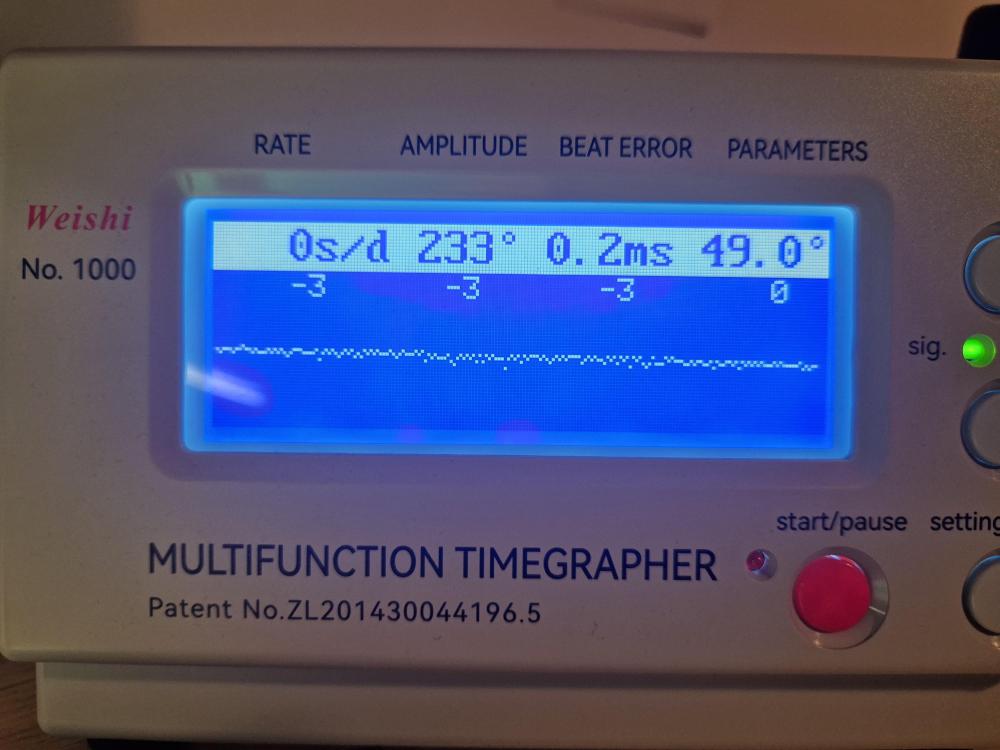 RATE AMPLITUDE BEAT ERROR PARAMETERS
Weishi
No. 1000
0s/d 233° 0.2ms 49.0°
-3 -3 -3 0
sig.
start/pause setting
MULTIFUNCTION TIMEGRAPHER
Patent No.ZL201430044196.5